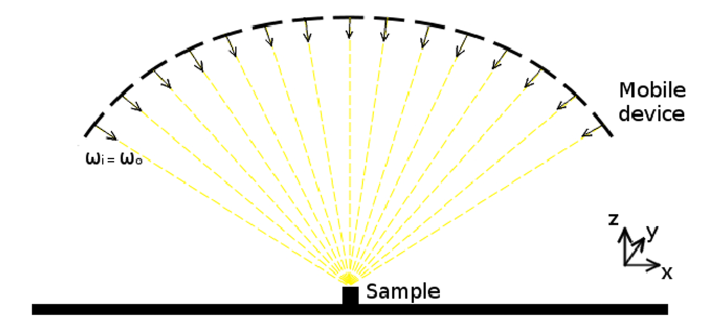 Mobile
device
ωi = ωo
z
y
x
Sample